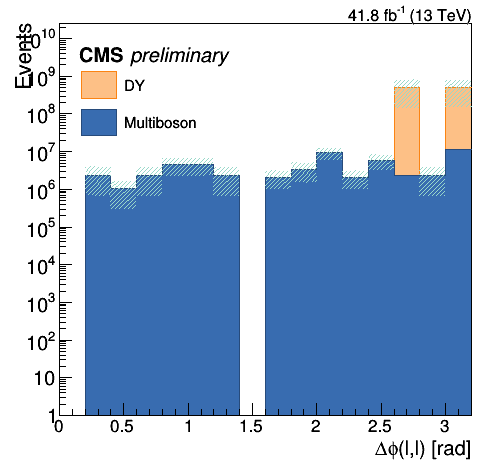 41.8 fb⁻¹ (13 TeV)
Events
CMS preliminary
DY
Multiboson
10¹⁰
10⁹
10⁸
10⁷
10⁶
10⁵
10⁴
10³
10²
10
1
0 0.5 1 1.5 2 2.5 3
Δϕ(l,l) [rad]